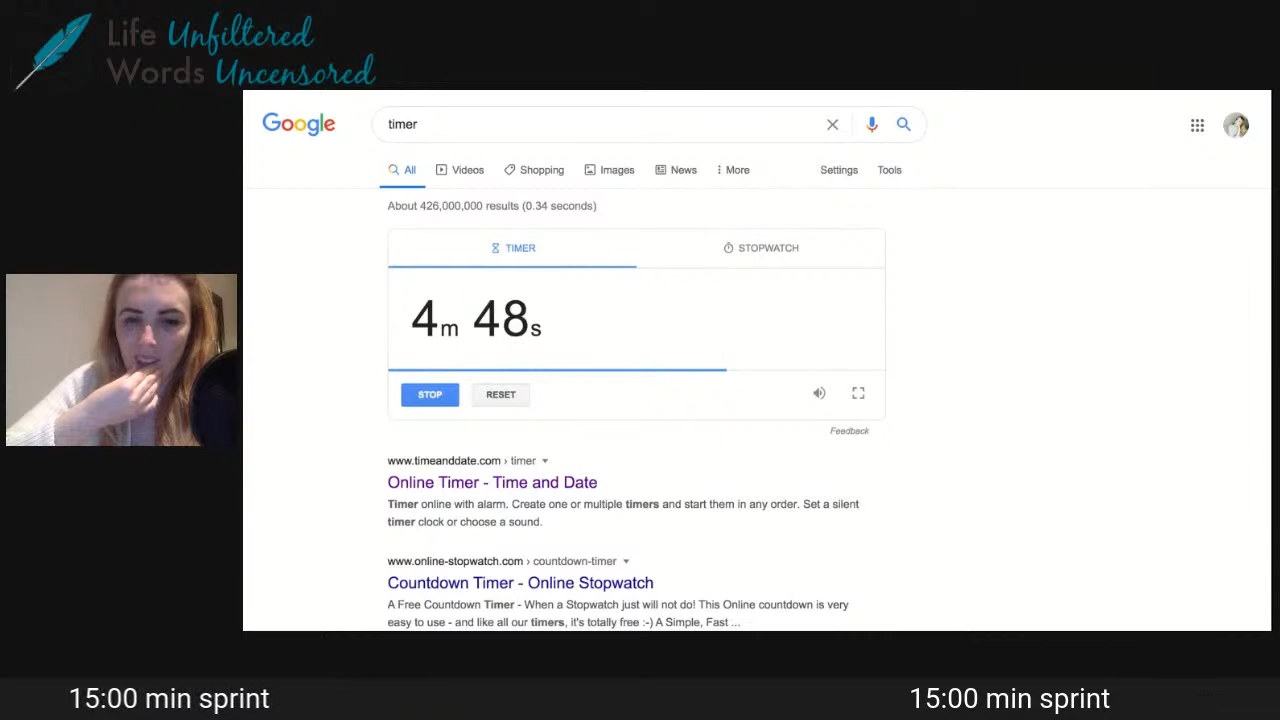 Life Unfiltered
Words Uncensored
Google
timer
All
Videos
Shopping
Images
News
More
Settings
Tools
About 426,000,000 results (0.34 seconds)
TIMER
STOPWATCH
4m 48s
STOP
RESET
Feedback
www.timeanddate.com › timer
Online Timer - Time and Date
Timer online with alarm. Create one or multiple timers and start them in any order. Set a silent
timer clock or choose a sound.
www.online-stopwatch.com › countdown-timer
Countdown Timer - Online Stopwatch
A Free Countdown Timer - When a Stopwatch just will not do! This Online countdown is very
easy to use - and like all our timers, it's totally free :-) A Simple, Fast ...
15:00 min sprint
15:00 min sprint